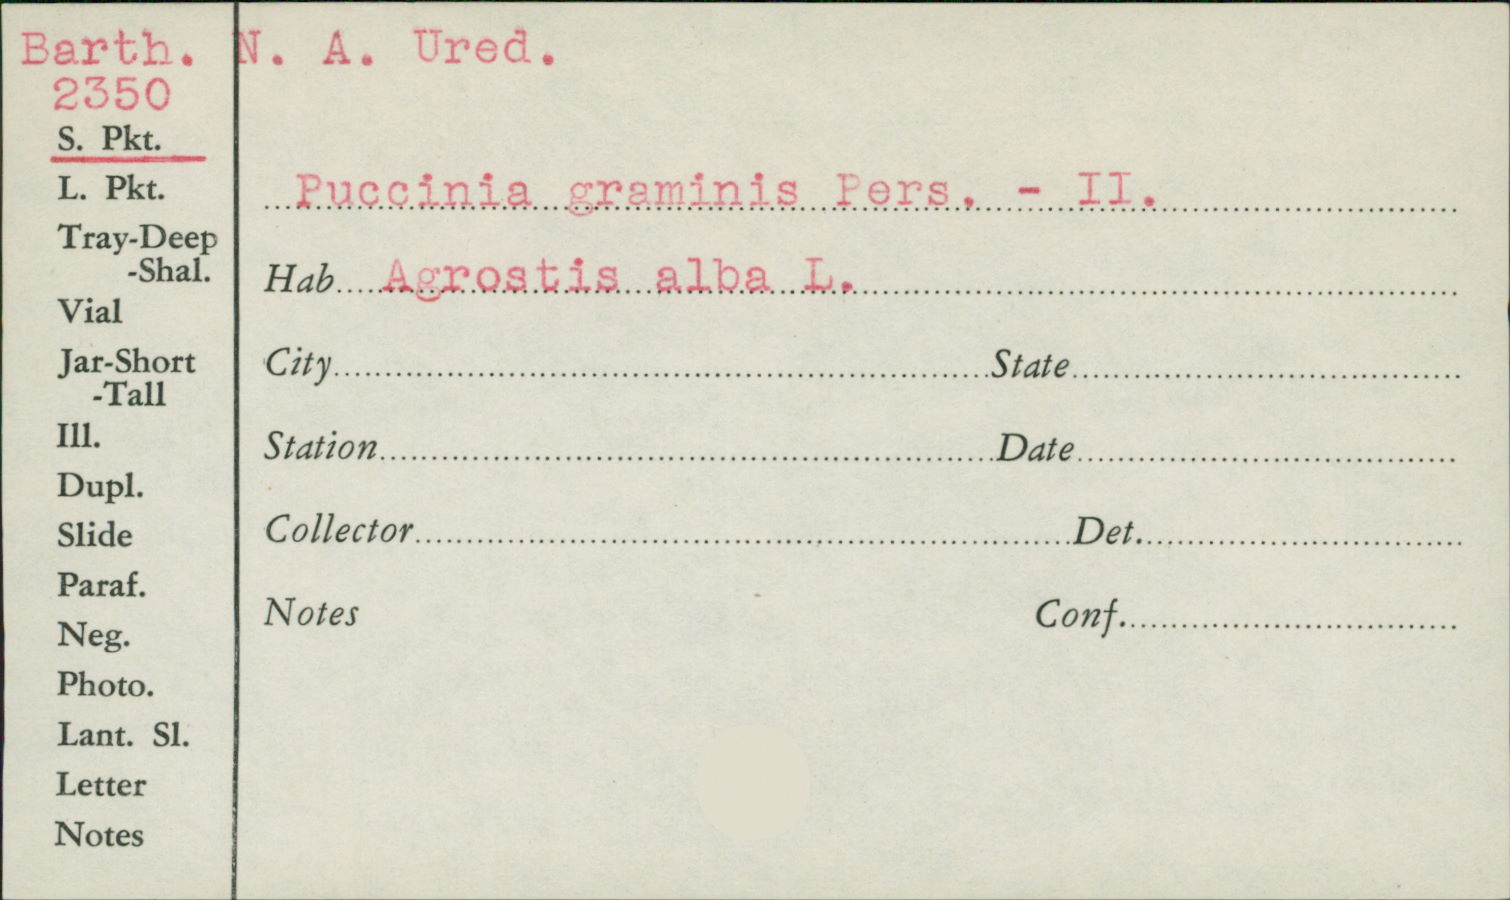 Barth. N. A. Ured.
2350
S. Pkt.
L. Pkt.
Tray-Deep
-Shal.
Vial
Jar-Short
-Tall
Ill.
Dupl.
Slide
Paraf.
Neg.
Photo.
Lant. Sl.
Letter
Notes
Puccinia graminis Pers. - II.
Hab. Agrostis alba L.
City State
Station Date
Collector Det.
Notes Conf.